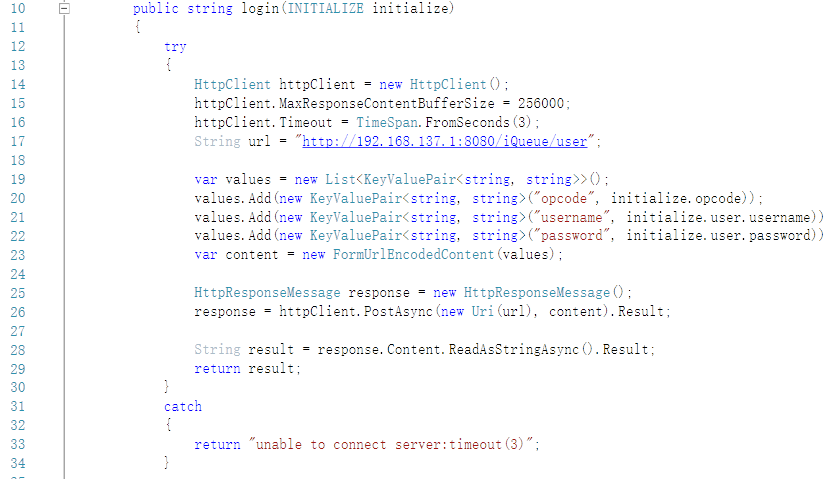 10 public string login(INITIALIZE initialize)
11 {
12 try
13 {
14 HttpClient httpClient = new HttpClient();
15 httpClient.MaxResponseContentBufferSize = 256000;
16 httpClient.Timeout = TimeSpan.FromSeconds(3);
17 String url = "http://192.168.137.1:8080/iQueue/user";
18
19 var values = new List<KeyValuePair<string, string>>();
20 values.Add(new KeyValuePair<string, string>("opcode", initialize.opcode));
21 values.Add(new KeyValuePair<string, string>("username", initialize.user.username))
22 values.Add(new KeyValuePair<string, string>("password", initialize.user.password))
23 var content = new FormUrlEncodedContent(values);
24
25 HttpResponseMessage response = new HttpResponseMessage();
26 response = httpClient.PostAsync(new Uri(url), content).Result;
27
28 String result = response.Content.ReadAsStringAsync().Result;
29 return result;
30 }
31 catch
32 {
33 return "unable to connect server:timeout(3)";
34 }